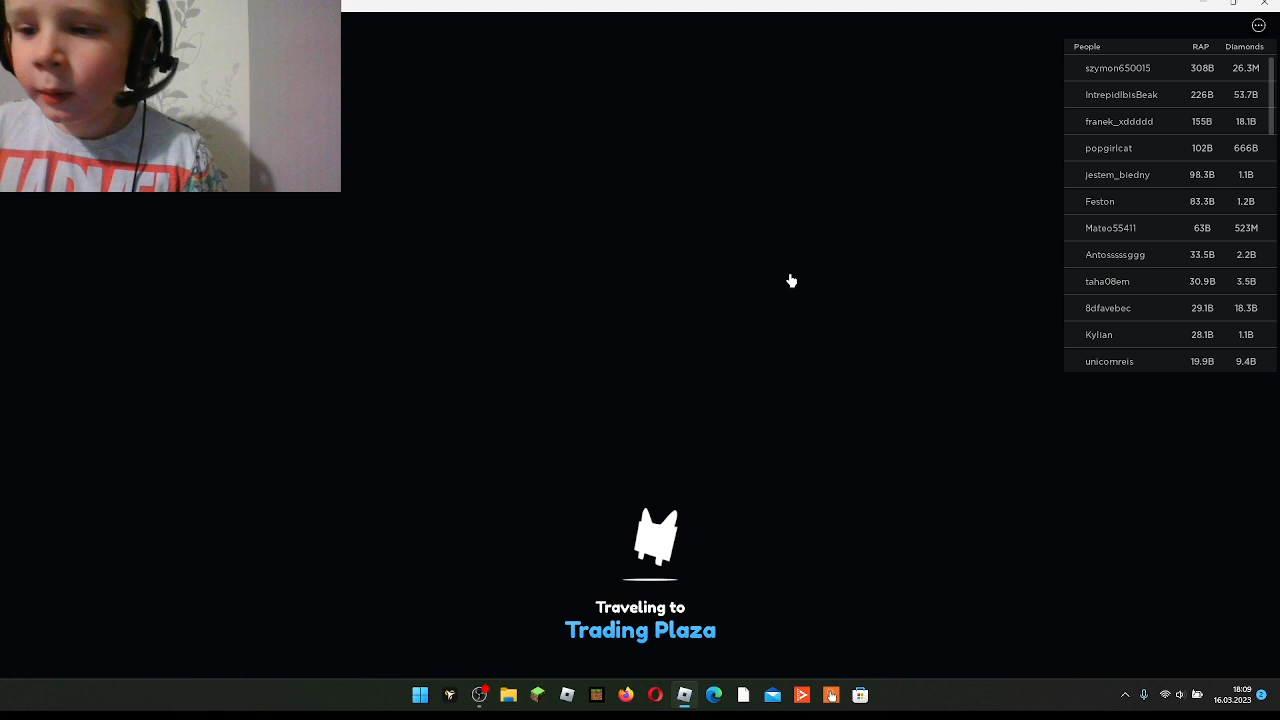 People RAP Diamonds
szymon650015 308B 26.3M
IntrepidIbisBeak 226B 53.7B
franek_xddddd 155B 18.1B
popgirlcat 102B 666B
jestem_biedny 98.3B 1.1B
Feston 83.3B 1.2B
Mateo55411 63B 523M
Antosssssggg 33.5B 2.2B
taha08em 30.9B 3.5B
8dfavebec 29.1B 18.3B
Kylian 28.1B 1.1B
unicornreis 19.9B 9.4B
MARVEL
Traveling to
Trading Plaza
18:09
16.03.2023
2